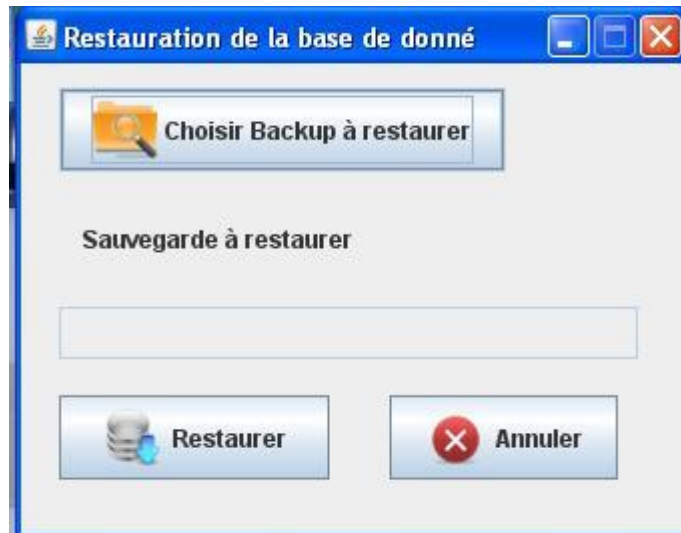 Restauration de la base de donné
Choisir Backup à restaurer
Sauvegarde à restaurer
Restaurer
Annuler